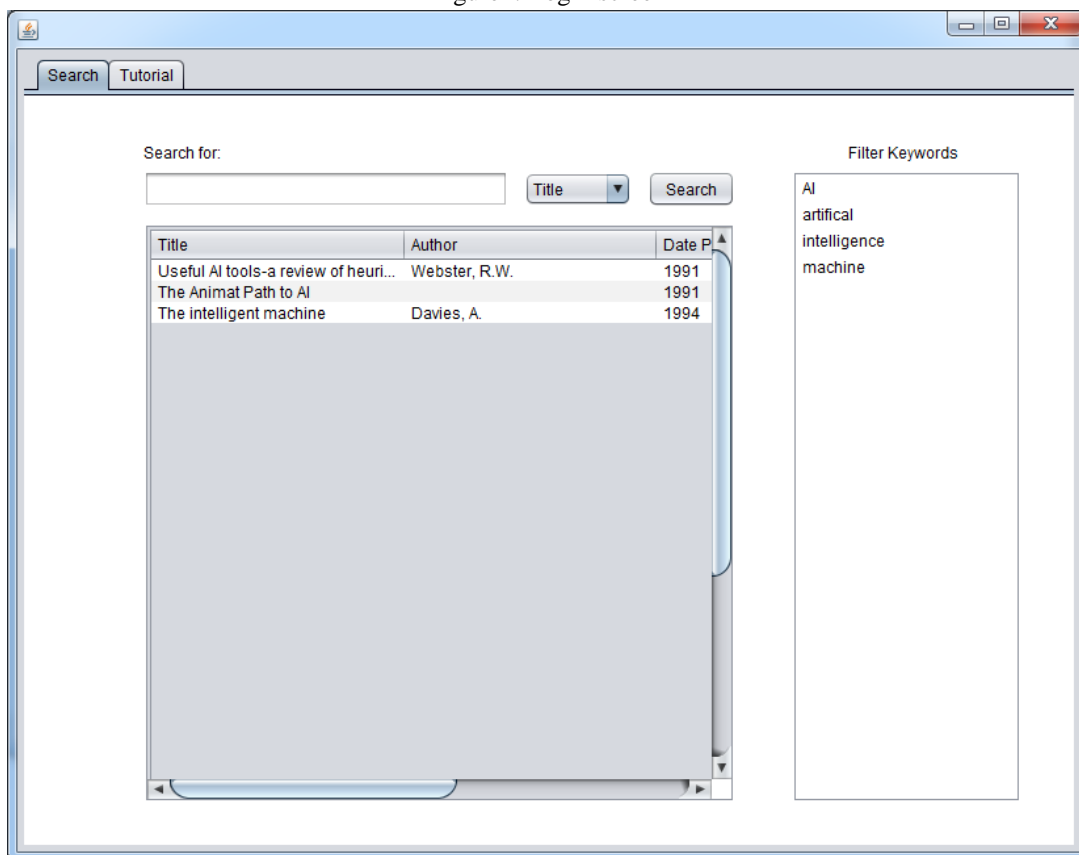 Search Tutorial
Search for:
Filter Keywords
Title Search
Title Author Date P
Useful AI tools-a review of heuri... Webster, R.W. 1991
The Animat Path to AI 1991
The intelligent machine Davies, A. 1994
AI
artifical
intelligence
machine